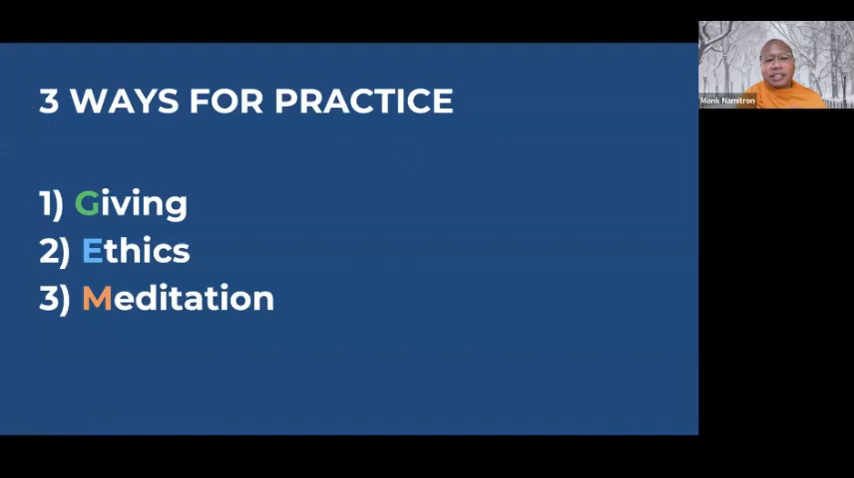 3 WAYS FOR PRACTICE
1) Giving
2) Ethics
3) Meditation
Monk Namitron